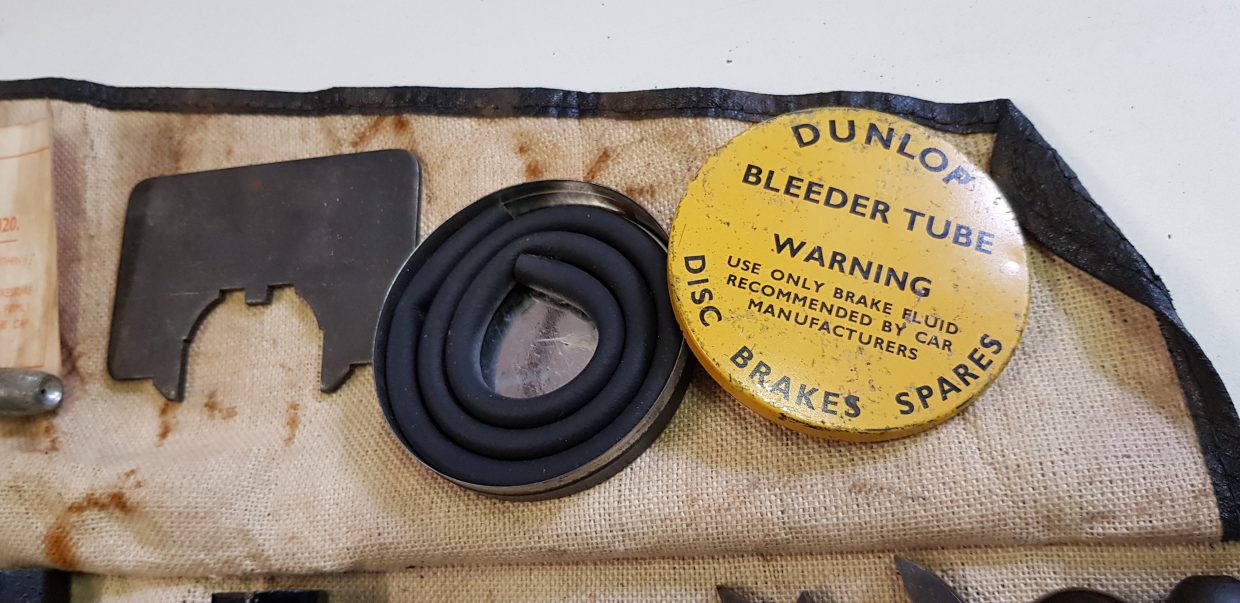 DUNLOP
BLEEDER TUBE
WARNING
USE ONLY BRAKE FLUID
RECOMMENDED BY CAR
MANUFACTURERS
DISC BRAKES SPARES